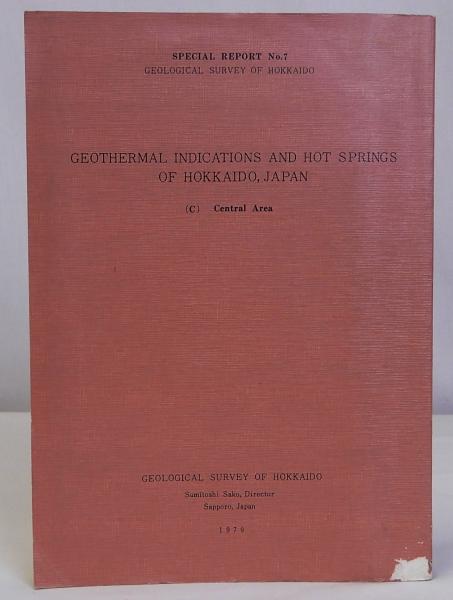 SPECIAL REPORT No.7
GEOLOGICAL SURVEY OF HOKKAIDO
GEOTHERMAL INDICATIONS AND HOT SPRINGS
OF HOKKAIDO, JAPAN
(C) Central Area
GEOLOGICAL SURVEY OF HOKKAIDO
Sumitoshi Sako, Director
Sapporo, Japan